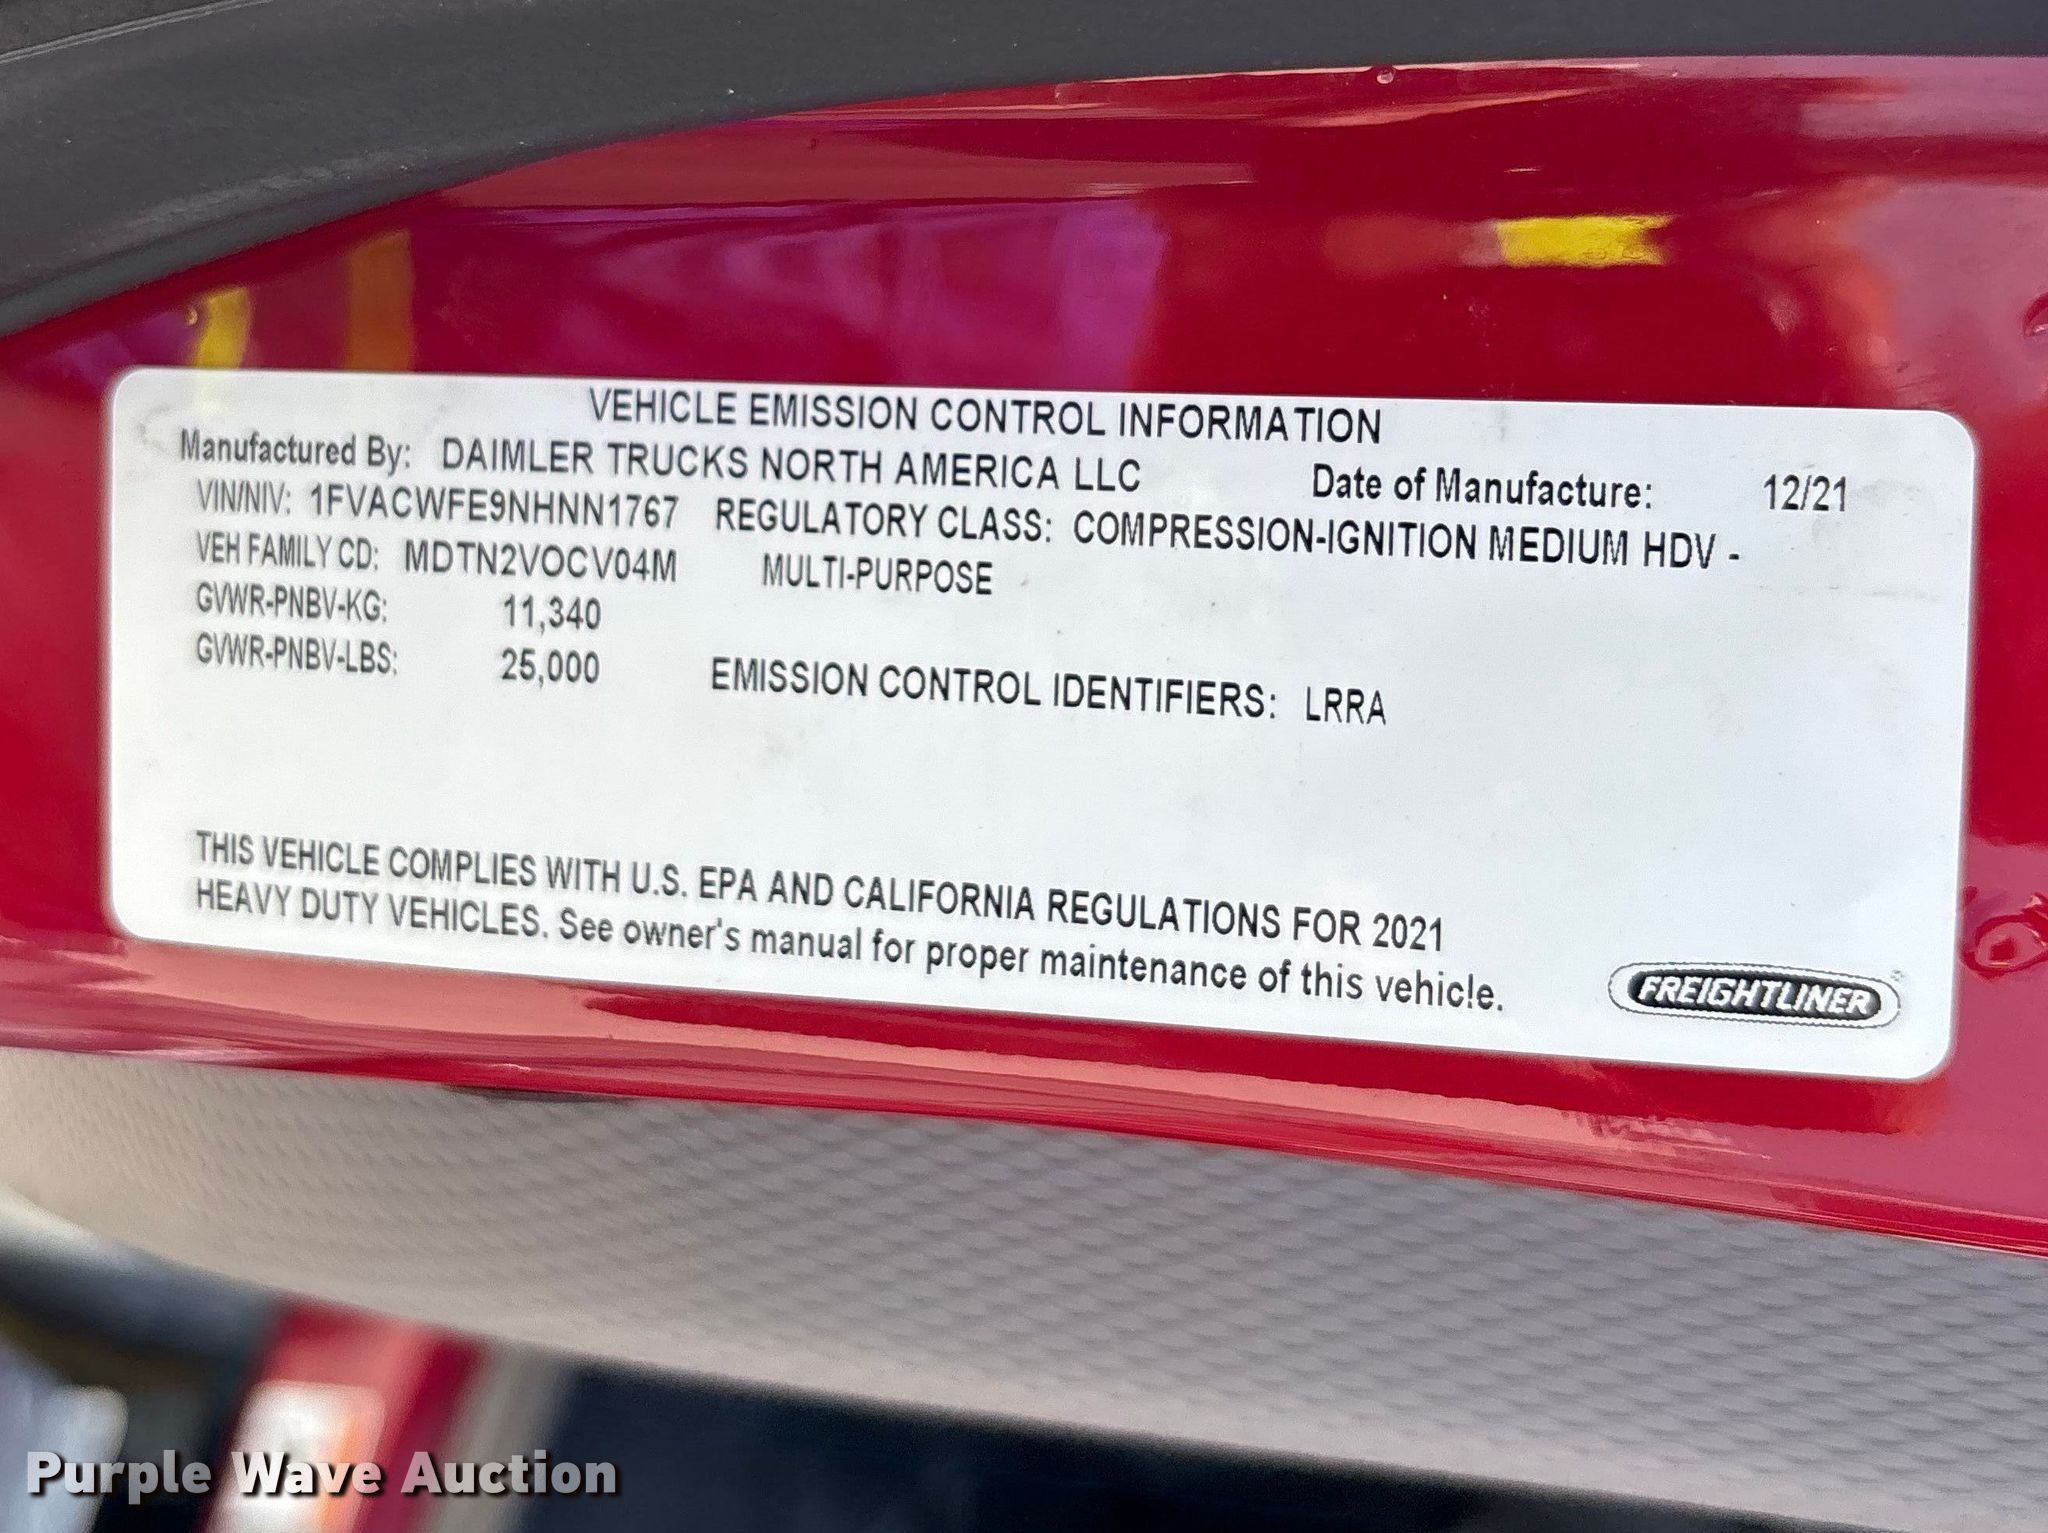 VEHICLE EMISSION CONTROL INFORMATION
Manufactured By: DAIMLER TRUCKS NORTH AMERICA LLC Date of Manufacture: 12/21
VIN/NIV: 1FVACWFE9NHNN1767 REGULATORY CLASS: COMPRESSION-IGNITION MEDIUM HDV -
VEH FAMILY CD: MDTN2VOCV04M MULTI-PURPOSE
GVWR-PNBV-KG: 11,340
GVWR-PNBV-LBS: 25,000 EMISSION CONTROL IDENTIFIERS: LRRA
THIS VEHICLE COMPLIES WITH U.S. EPA AND CALIFORNIA REGULATIONS FOR 2021
HEAVY DUTY VEHICLES. See owner's manual for proper maintenance of this vehicle.
FREIGHTLINER
Purple Wave Auction